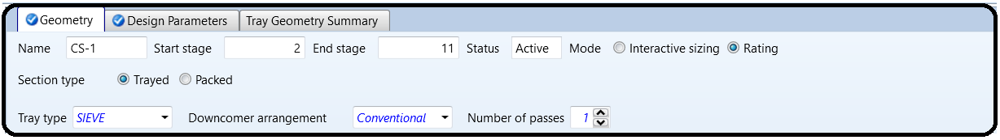 Geometry Design Parameters Tray Geometry Summary
Name CS-1 Start stage 2 End stage 11 Status Active Mode Interactive sizing Rating
Section type Trayed Packed
Tray type SIEVE Downcomer arrangement Conventional Number of passes 1